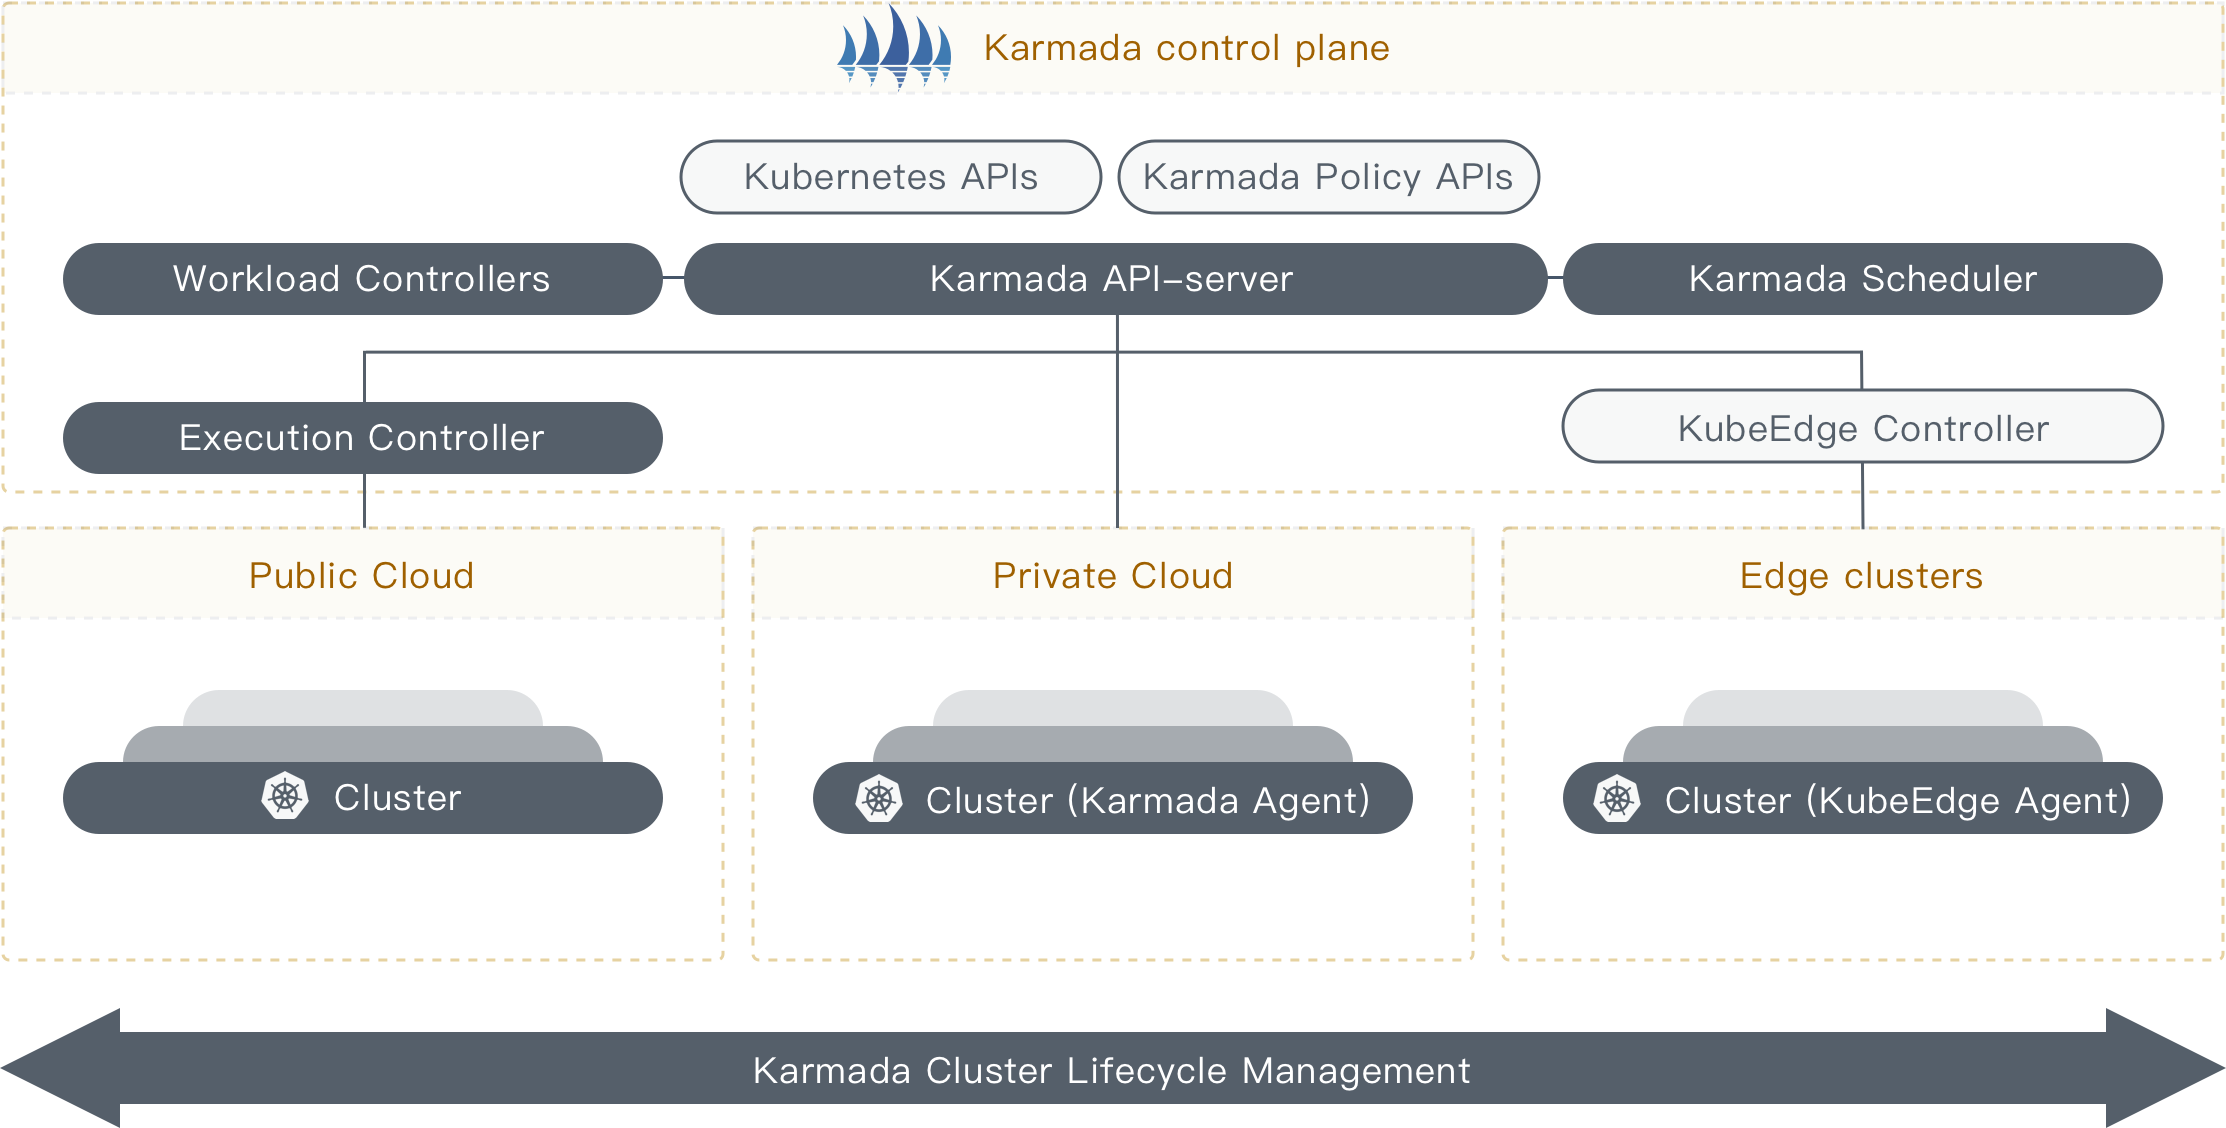 Karmada control plane
Kubernetes APIs
Karmada Policy APIs
Workload Controllers
Karmada API-server
Karmada Scheduler
Execution Controller
KubeEdge Controller
Public Cloud
Private Cloud
Edge clusters
Cluster
Cluster (Karmada Agent)
Cluster (KubeEdge Agent)
Karmada Cluster Lifecycle Management